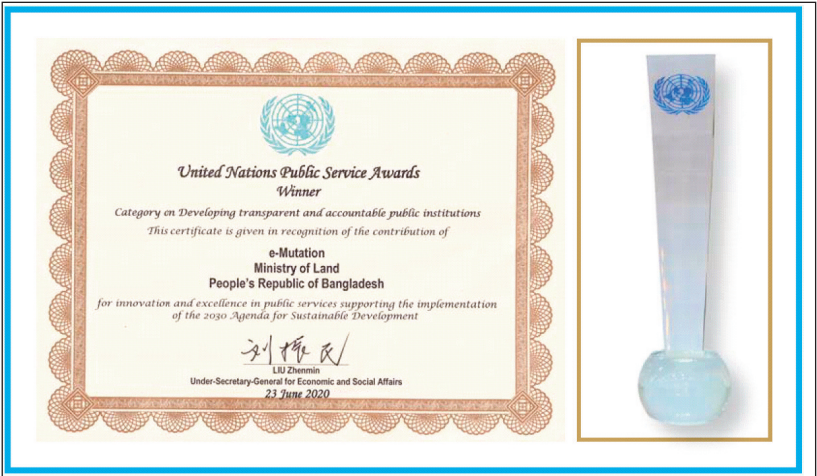 United Nations Public Service Awards
Winner
Category on Developing transparent and accountable public institutions
This certificate is given in recognition of the contribution of
e-Mutation
Ministry of Land
People's Republic of Bangladesh
for innovation and excellence in public services supporting the implementation
of the 2030 Agenda for Sustainable Development
刘振民
LIU Zhenmin
Under-Secretary-General for Economic and Social Affairs
23 June 2020